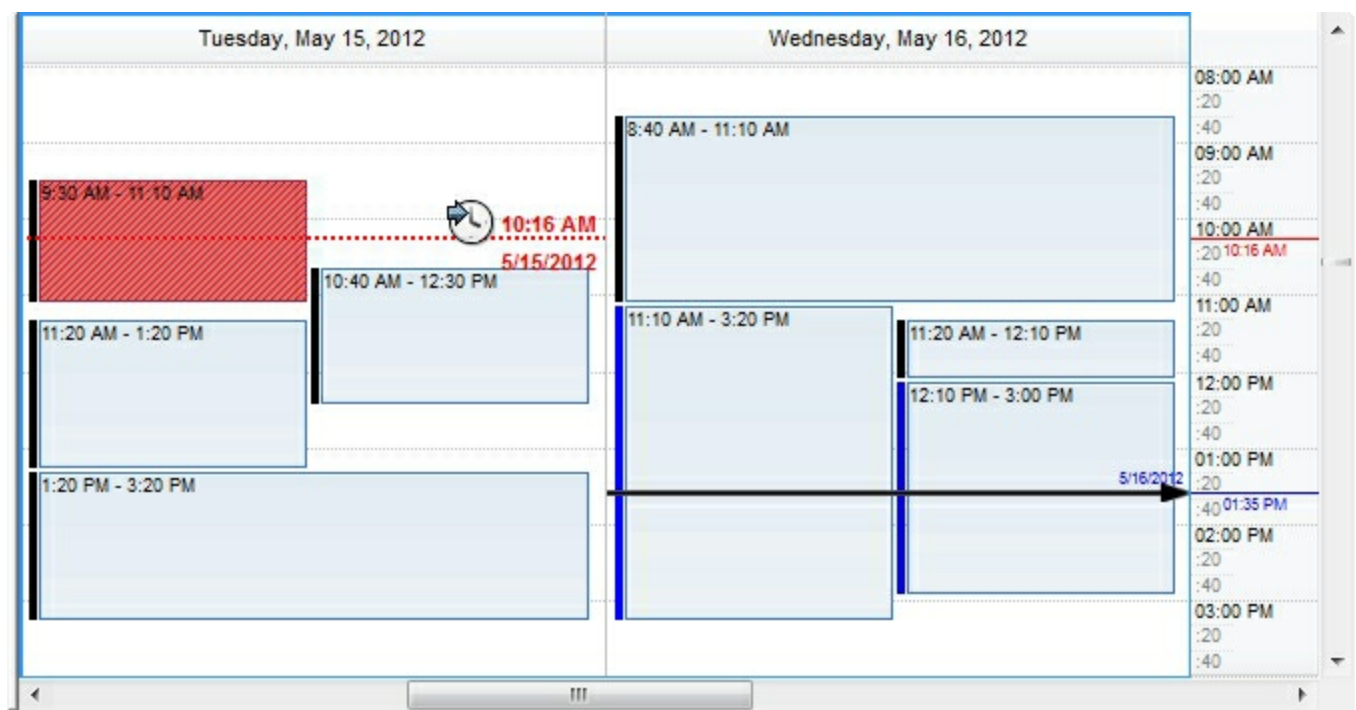 Tuesday, May 15, 2012
Wednesday, May 16, 2012
9:30 AM - 11:10 AM
10:16 AM
5/15/2012
10:40 AM - 12:30 PM
11:20 AM - 1:20 PM
1:20 PM - 3:20 PM
8:40 AM - 11:10 AM
11:10 AM - 3:20 PM
11:20 AM - 12:10 PM
12:10 PM - 3:00 PM
5/16/2012
08:00 AM
:20
:40
09:00 AM
:20
:40
10:00 AM
:20 10:16 AM
:40
11:00 AM
:20
:40
12:00 PM
:20
:40
01:00 PM
:20
:40 01:35 PM
02:00 PM
:20
:40
03:00 PM
:20
:40